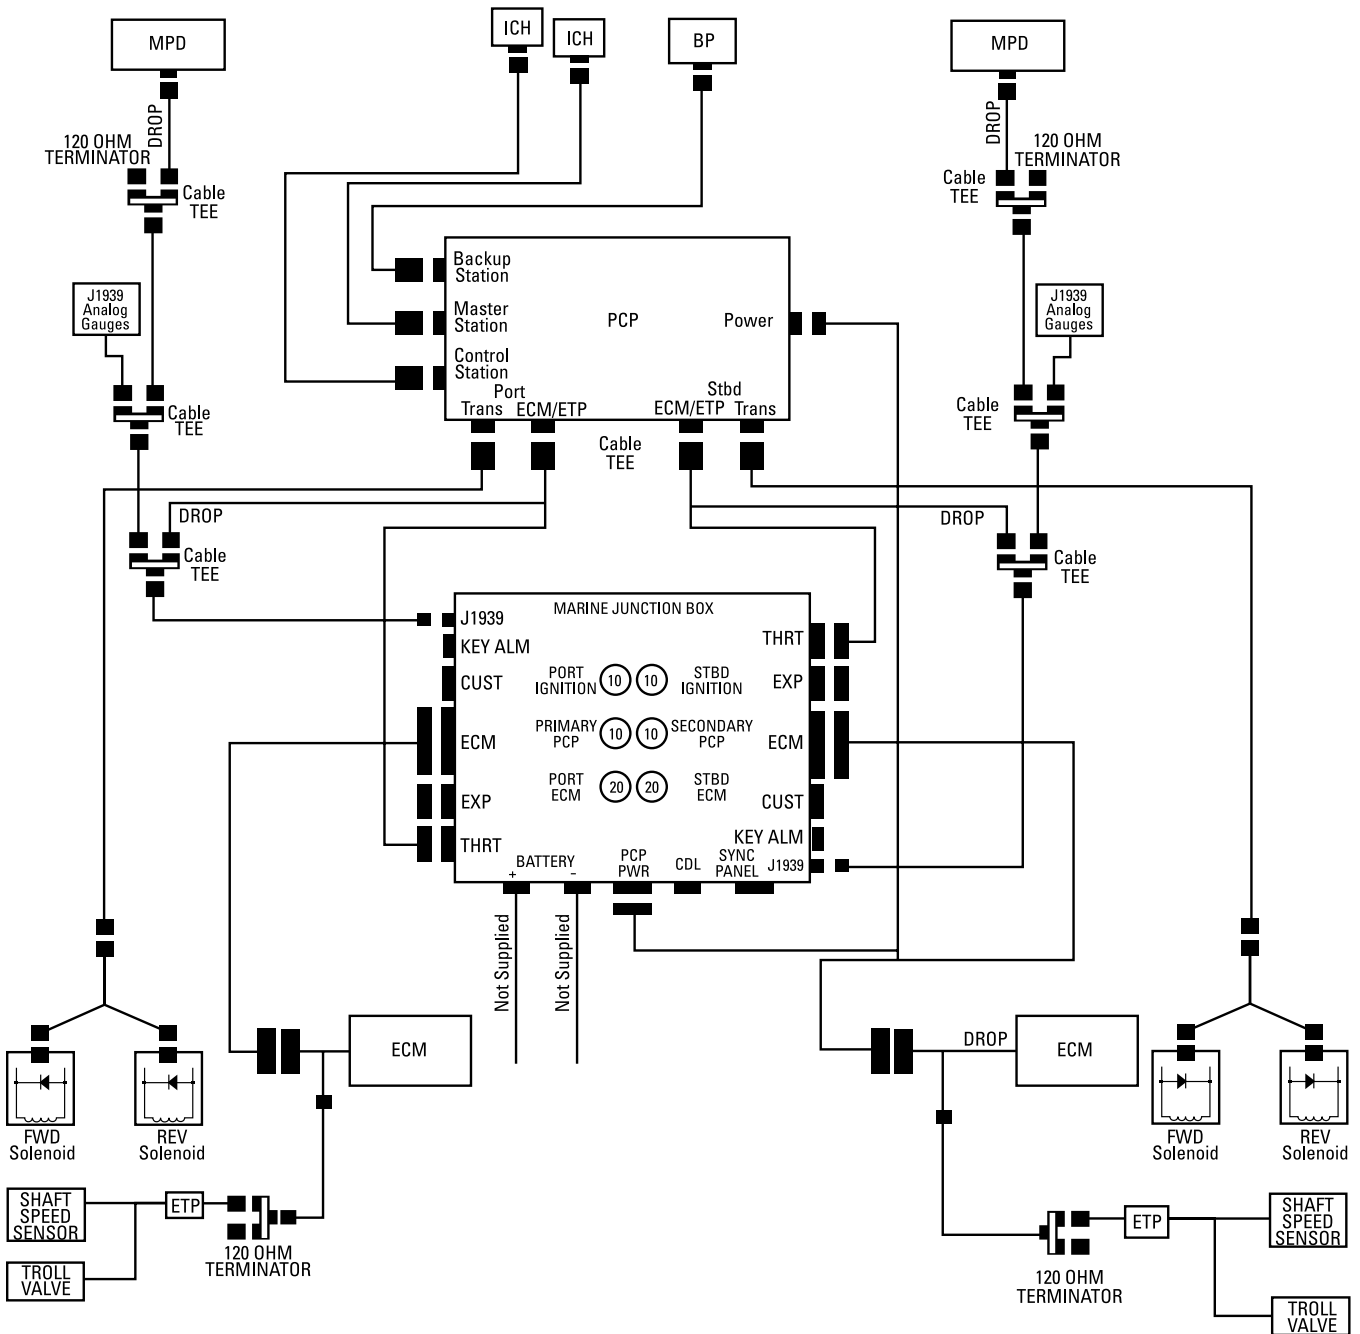 MPD
ICH
ICH
BP
MPD
DROP
120 OHM
TERMINATOR
Cable
TEE
DROP
120 OHM
TERMINATOR
Cable
TEE
J1939
Analog
Gauges
Cable
TEE
J1939
Analog
Gauges
Cable
TEE
Backup
Station
Master
Station
Control
Station
PCP
Power
Port
Trans
ECM/ETP
Stbd
ECM/ETP
Trans
Cable
TEE
DROP
Cable
TEE
DROP
Cable
TEE
MARINE JUNCTION BOX
J1939
KEY ALM
CUST
ECM
EXP
THRT
PORT
IGNITION
10
10
STBD
IGNITION
PRIMARY
PCP
10
10
SECONDARY
PCP
PORT
ECM
20
20
STBD
ECM
THRT
EXP
ECM
CUST
KEY ALM
J1939
BATTERY
+
-
PCP
PWR
CDL
SYNC
PANEL
Not Supplied
Not Supplied
ECM
DROP
ECM
FWD
Solenoid
REV
Solenoid
FWD
Solenoid
REV
Solenoid
SHAFT
SPEED
SENSOR
ETP
TROLL
VALVE
120 OHM
TERMINATOR
ETP
SHAFT
SPEED
SENSOR
120 OHM
TERMINATOR
TROLL
VALVE